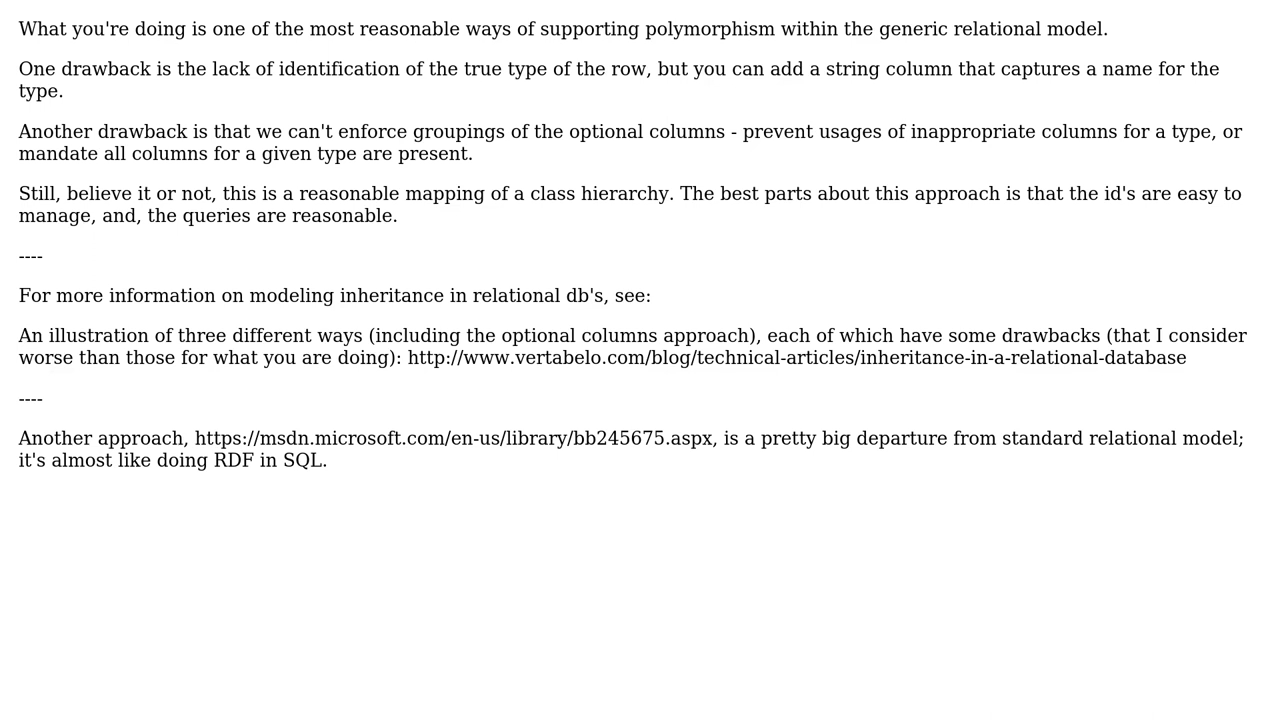 What you're doing is one of the most reasonable ways of supporting polymorphism within the generic relational model.
One drawback is the lack of identification of the true type of the row, but you can add a string column that captures a name for the
type.
Another drawback is that we can't enforce groupings of the optional columns - prevent usages of inappropriate columns for a type, or
mandate all columns for a given type are present.
Still, believe it or not, this is a reasonable mapping of a class hierarchy. The best parts about this approach is that the id's are easy to
manage, and, the queries are reasonable.
----
For more information on modeling inheritance in relational db's, see:
An illustration of three different ways (including the optional columns approach), each of which have some drawbacks (that I consider
worse than those for what you are doing): http://www.vertabelo.com/blog/technical-articles/inheritance-in-a-relational-database
----
Another approach, https://msdn.microsoft.com/en-us/library/bb245675.aspx, is a pretty big departure from standard relational model;
it's almost like doing RDF in SQL.